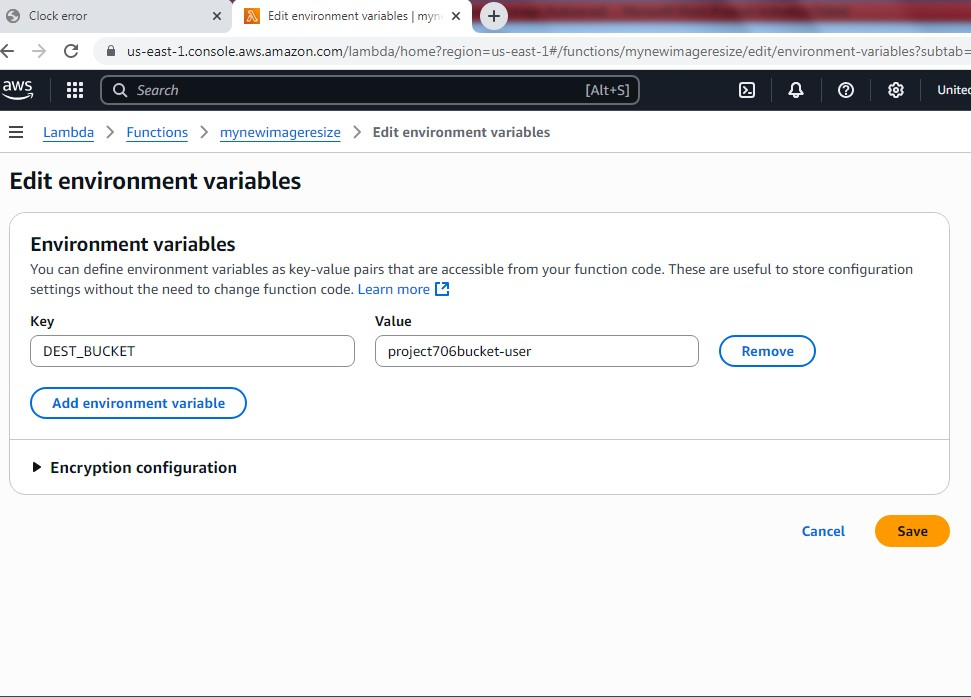 Clock error
Edit environment variables | myn
us-east-1.console.aws.amazon.com/lambda/home?region=us-east-1#/functions/mynewimageresize/edit/environment-variables?subtab=
aws
Search
[Alt+S]
United
Lambda
Functions
mynewimageresize
Edit environment variables
Edit environment variables
Environment variables
You can define environment variables as key-value pairs that are accessible from your function code. These are useful to store configuration
settings without the need to change function code. Learn more
Key
Value
DEST_BUCKET
project706bucket-user
Remove
Add environment variable
Encryption configuration
Cancel
Save